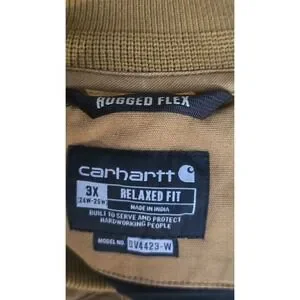 RUGGED FLEX
carhartt
3X
24W-26W
RELAXED FIT
MADE IN INDIA
BUILT TO SERVE AND PROTECT
HARDWORKING PEOPLE
MODEL NO. OV4423-W